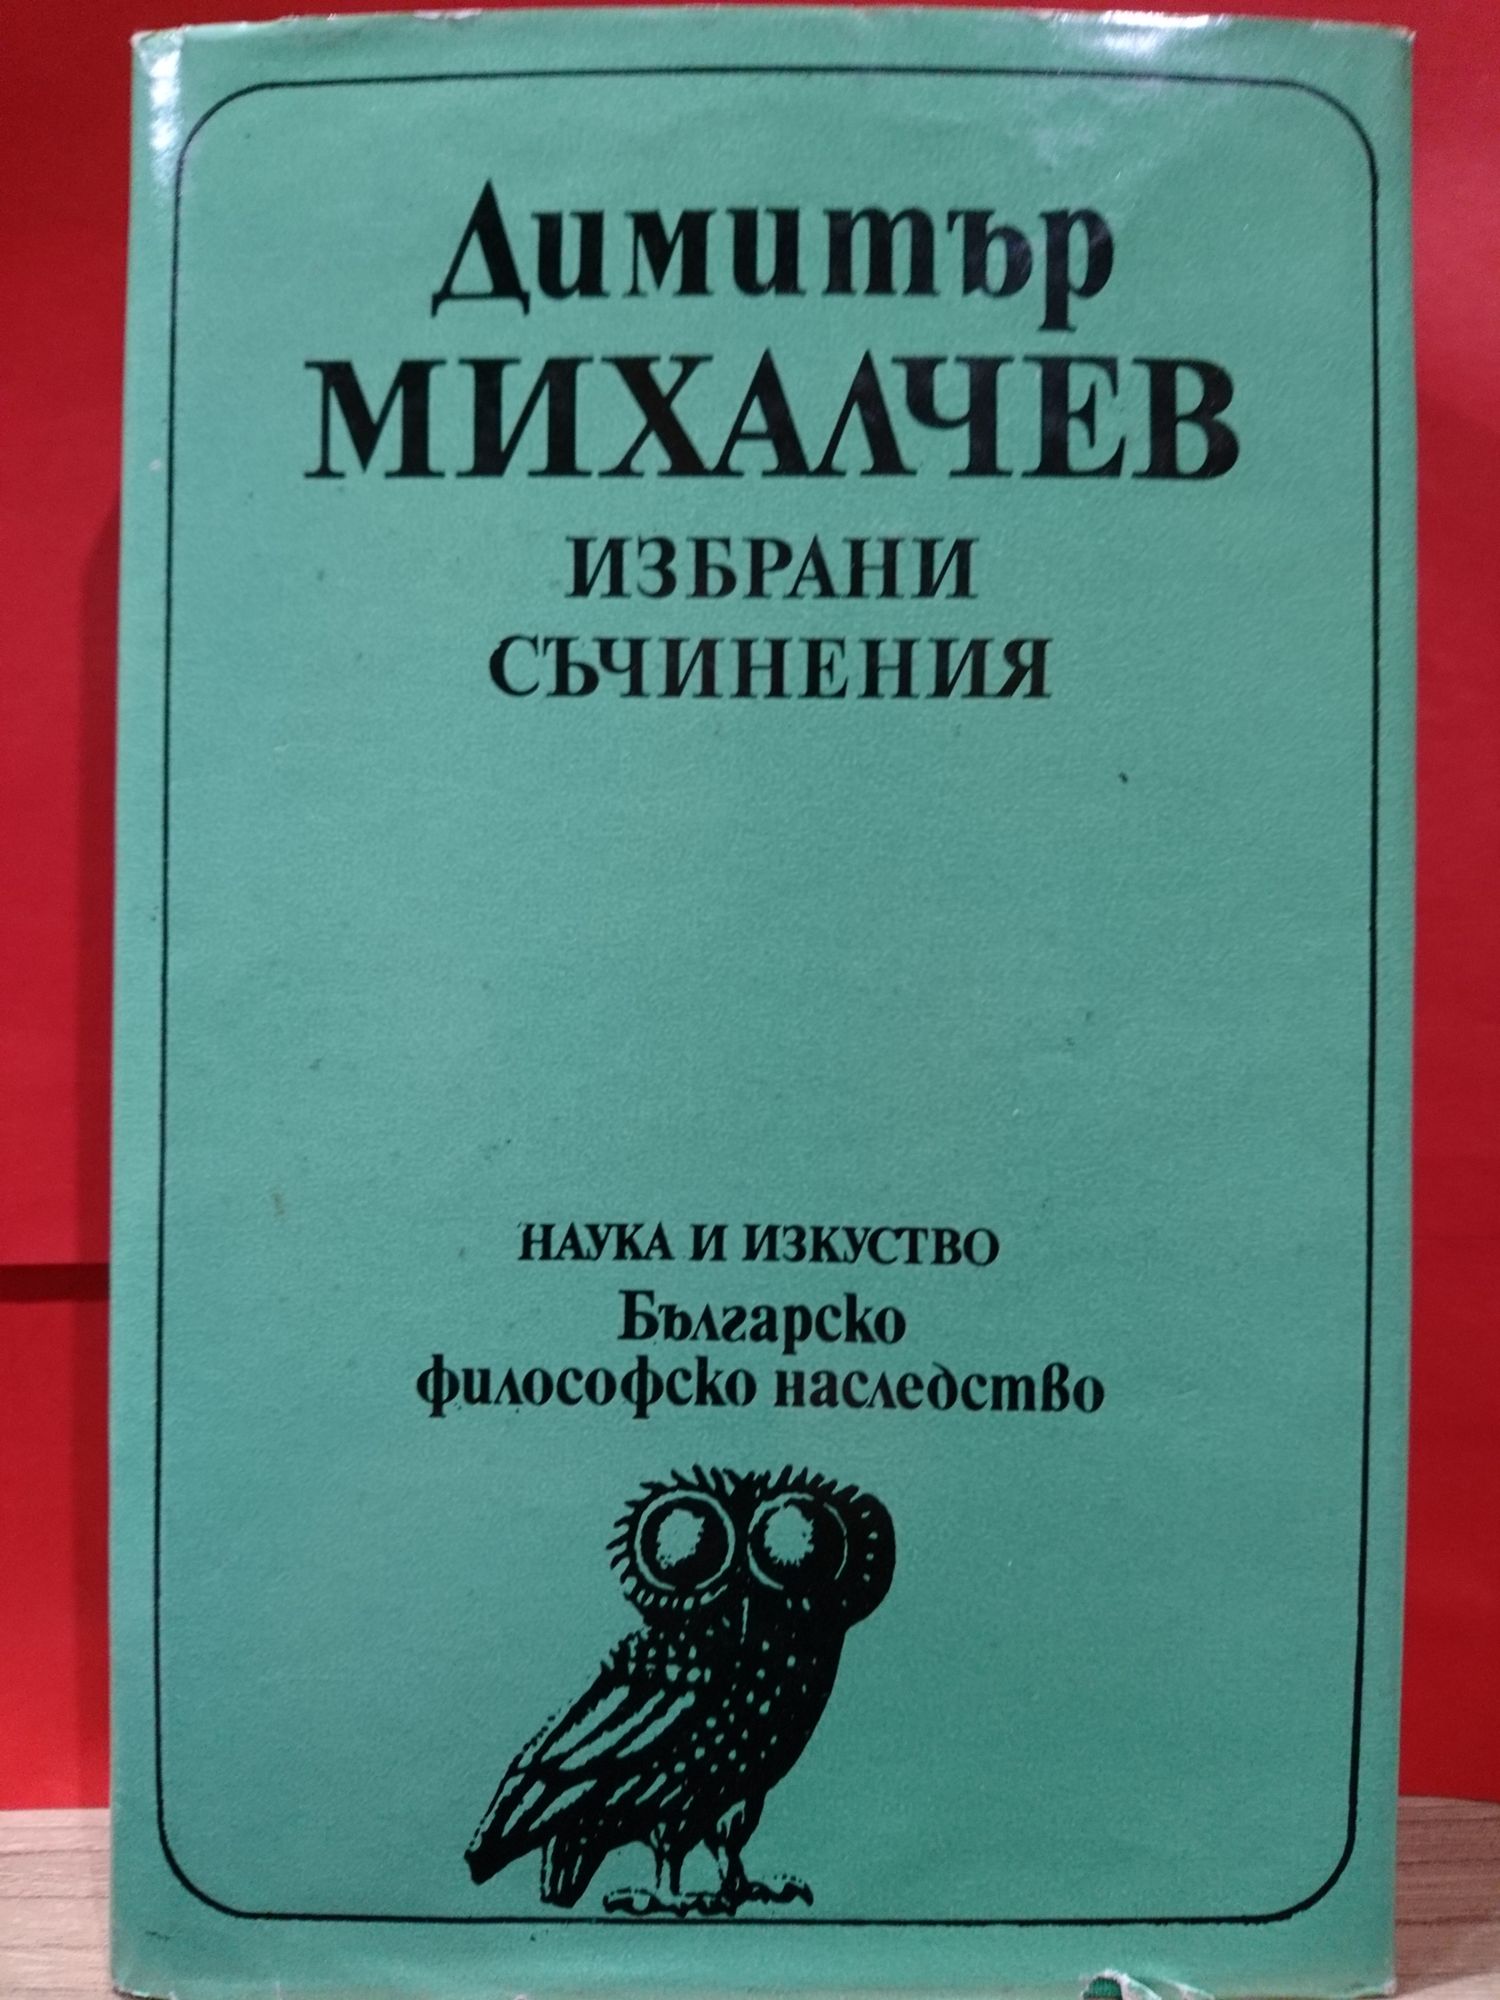 Димитър
МИХАЛЧЕВ
ИЗБРАНИ
СЪЧИНЕНИЯ
НАУКА И ИЗКУСТВО
Българско
философско наследство